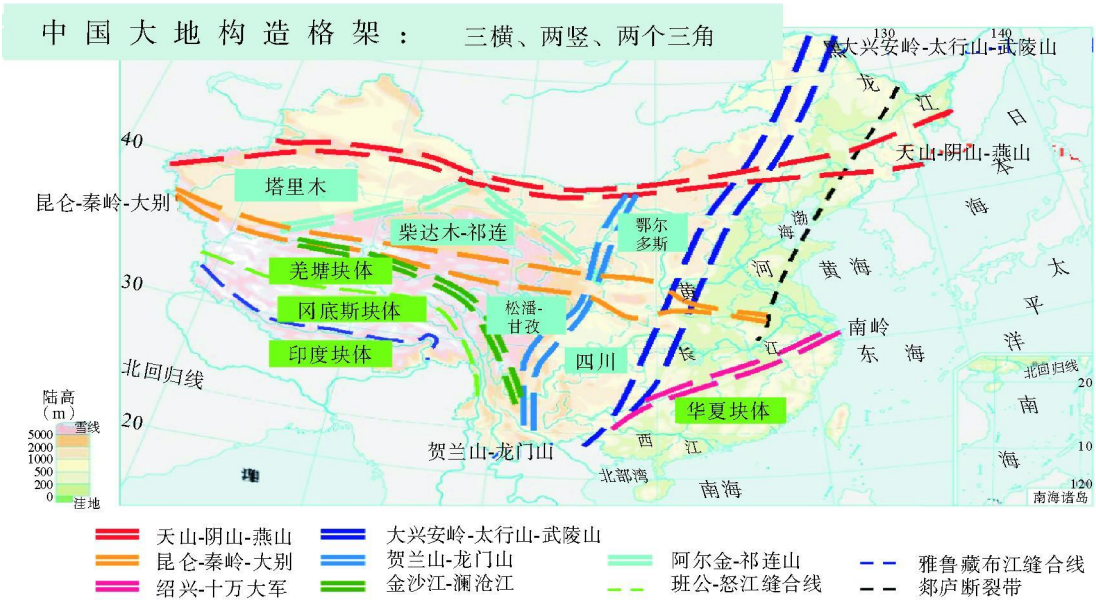 中国大地构造格架： 三横、两竖、两个三角
130
140
黑
大兴安岭-太行山-武陵山
龙
江
日
本
海
40
天山-阴山-燕山
塔里木
昆仑-秦岭-大别
柴达木-祁连
鄂尔
多斯
渤
海
羌塘块体
河
黄海
太
平
洋
30
冈底斯块体
松潘-
甘孜
黄
南岭
印度块体
四川
长
江
东海
北回归线
北回归线
陆高
（m）
雪线
5000
2000
1000
500
200
0
洼地
20
华夏块体
20
南
海
西
江
10
贺兰山-龙门山
北部湾
南海
120
南海诸岛
天山-阴山-燕山
大兴安岭-太行山-武陵山
昆仑-秦岭-大别
贺兰山-龙门山
阿尔金-祁连山
雅鲁藏布江缝合线
绍兴-十万大军
金沙江-澜沧江
班公-怒江缝合线
郯庐断裂带